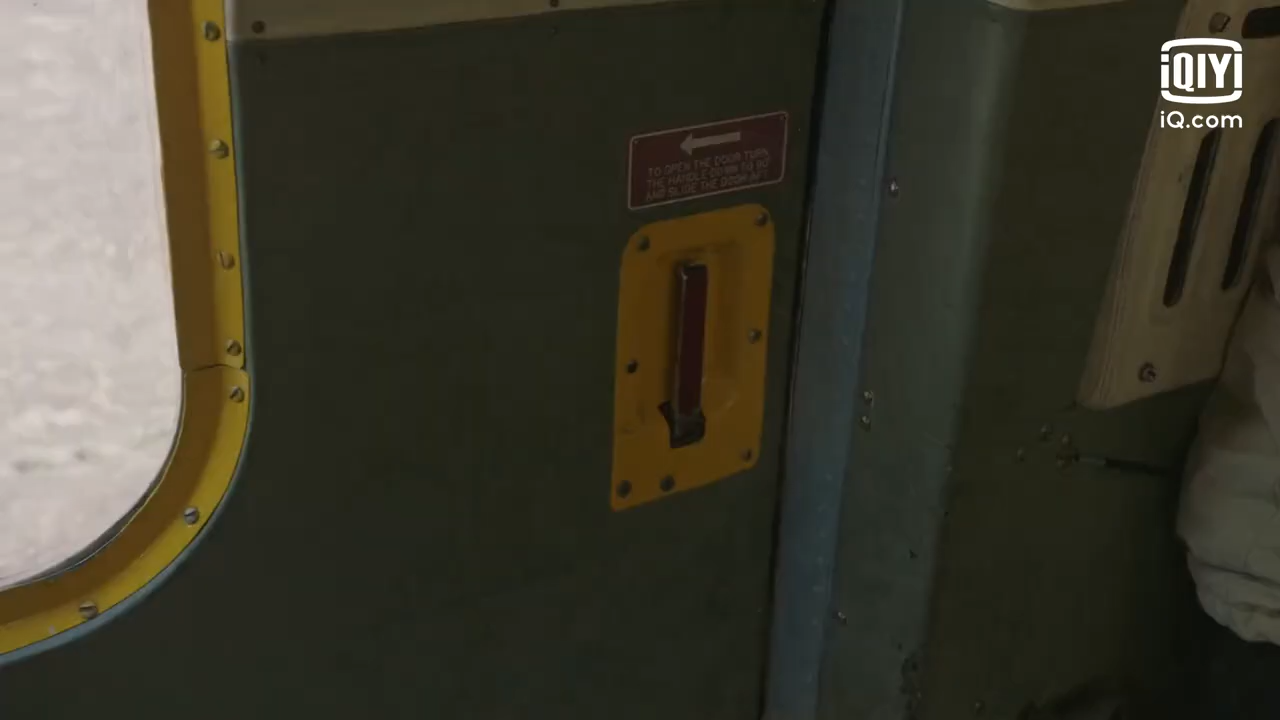 iQIYI
iQ.com
TO OPEN THE DOOR TURN
THE HANDLE DOWN TO 90°
AND SLIDE THE DOOR AFT